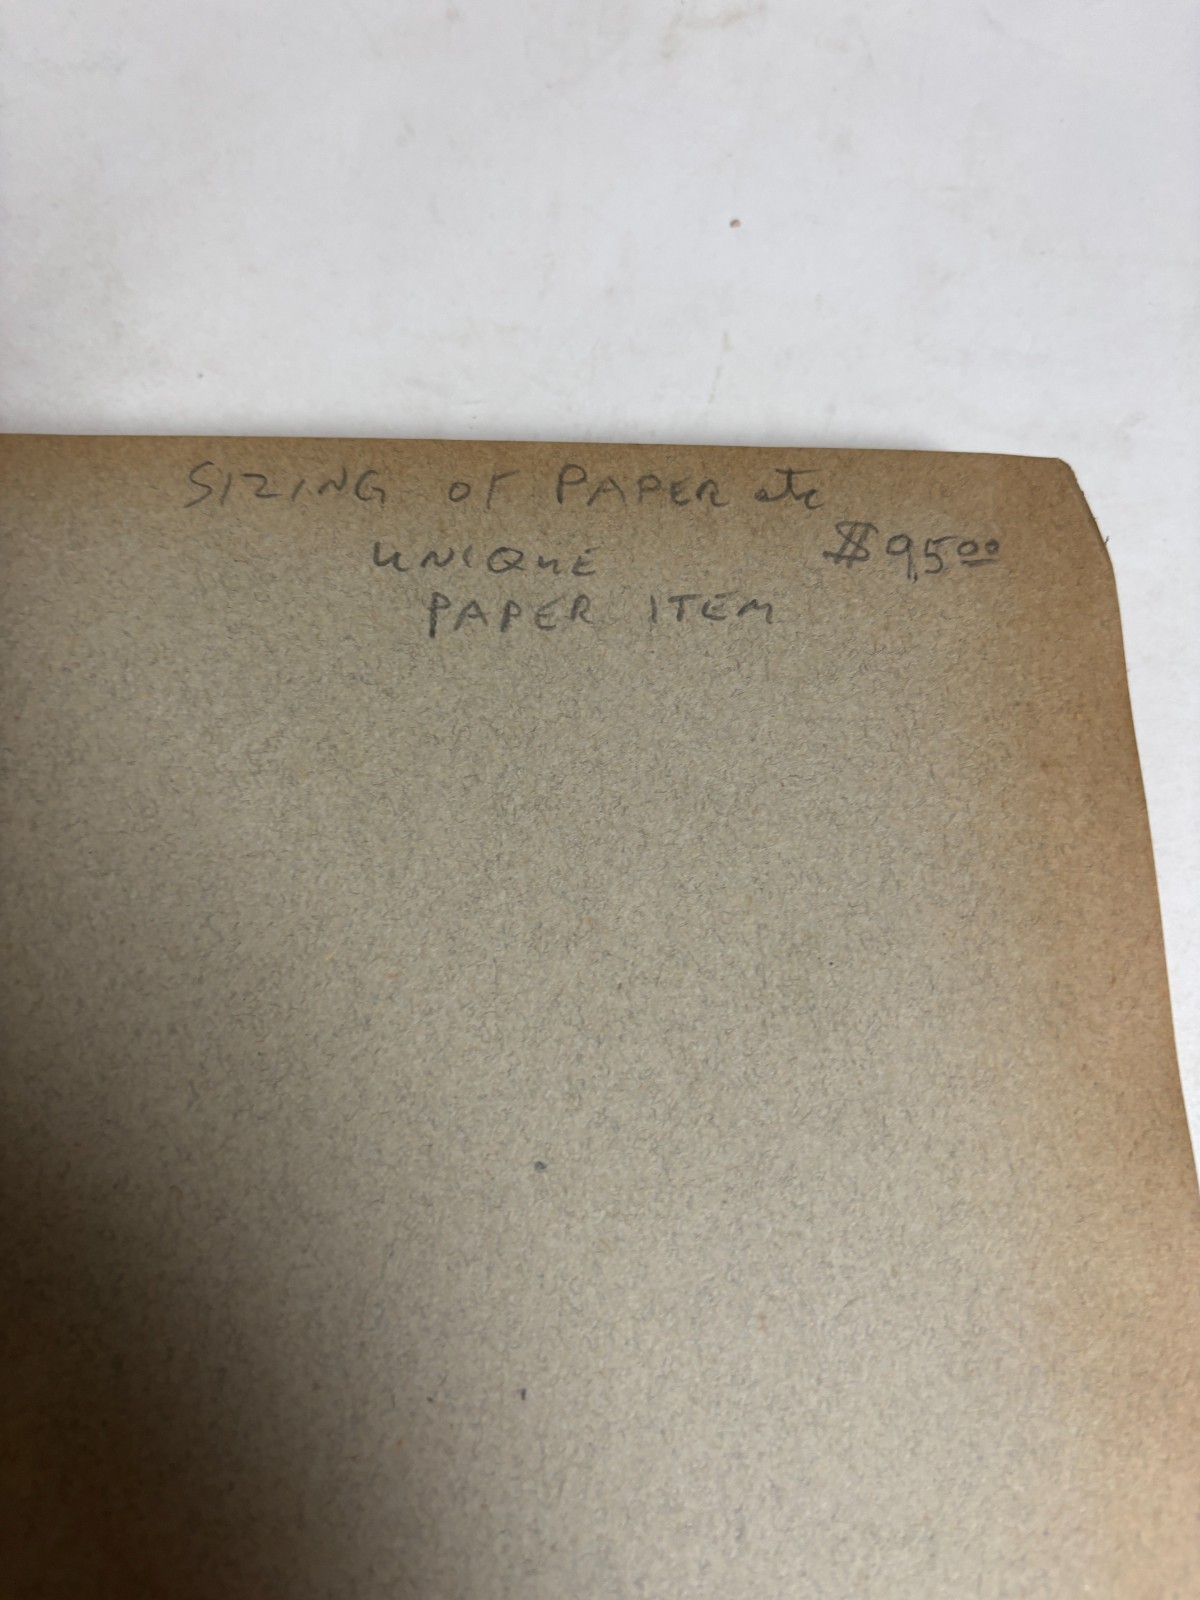 SIZING OF PAPER etc
$95.00
UNIQUE
PAPER ITEM